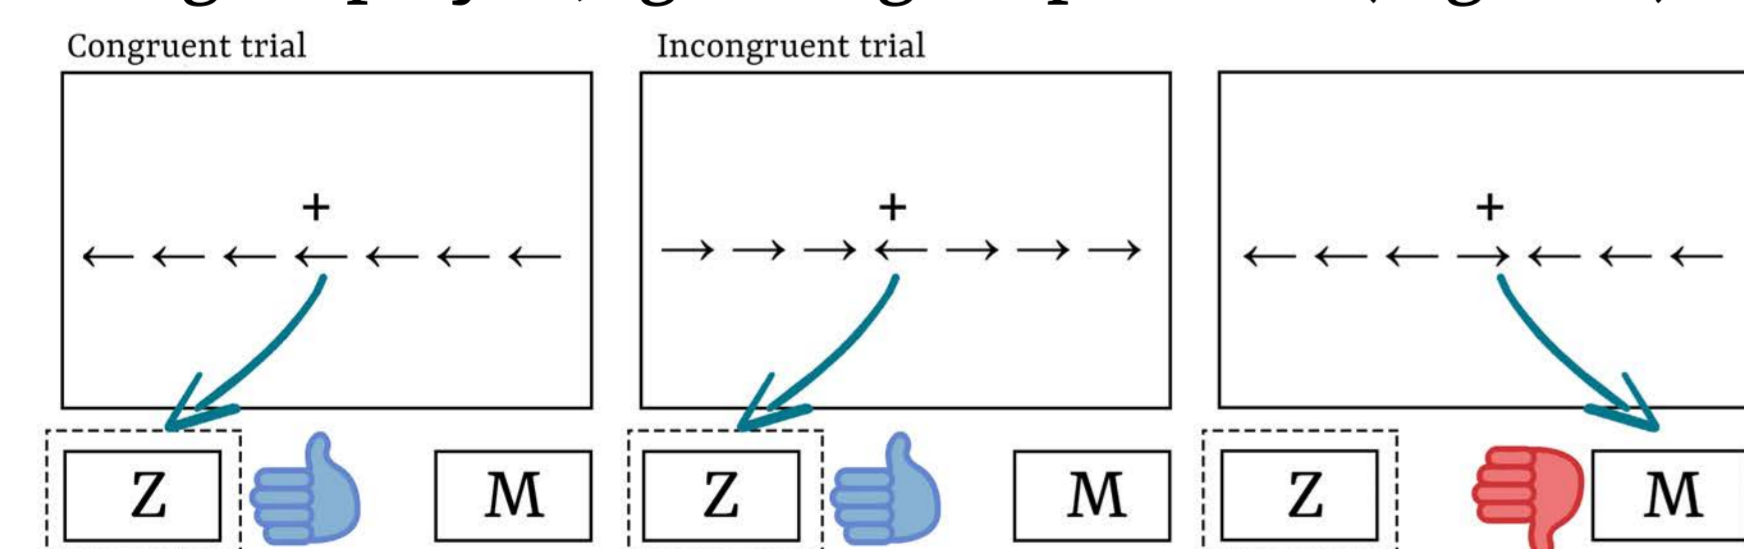 Congruent trial
Incongruent trial
+
+
+
← ← ← ← ← ← ←
→ → → ← → → →
← ← ← → ← ← ←
Z
M
Z
M
Z
M